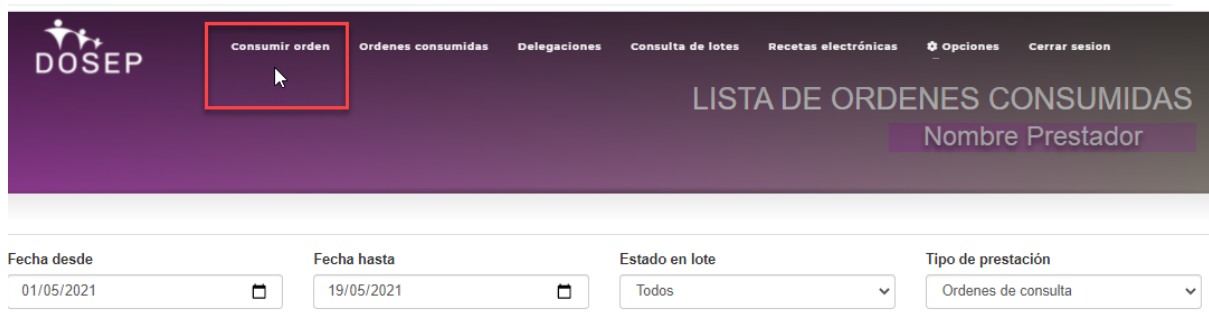 DOSEP
Consumir orden Ordenes consumidas Delegaciones Consulta de lotes Recetas electrónicas Opciones Cerrar sesion
LISTA DE ORDENES CONSUMIDAS
Nombre Prestador
Fecha desde Fecha hasta Estado en lote Tipo de prestación
01/05/2021 19/05/2021 Todos Ordenes de consulta